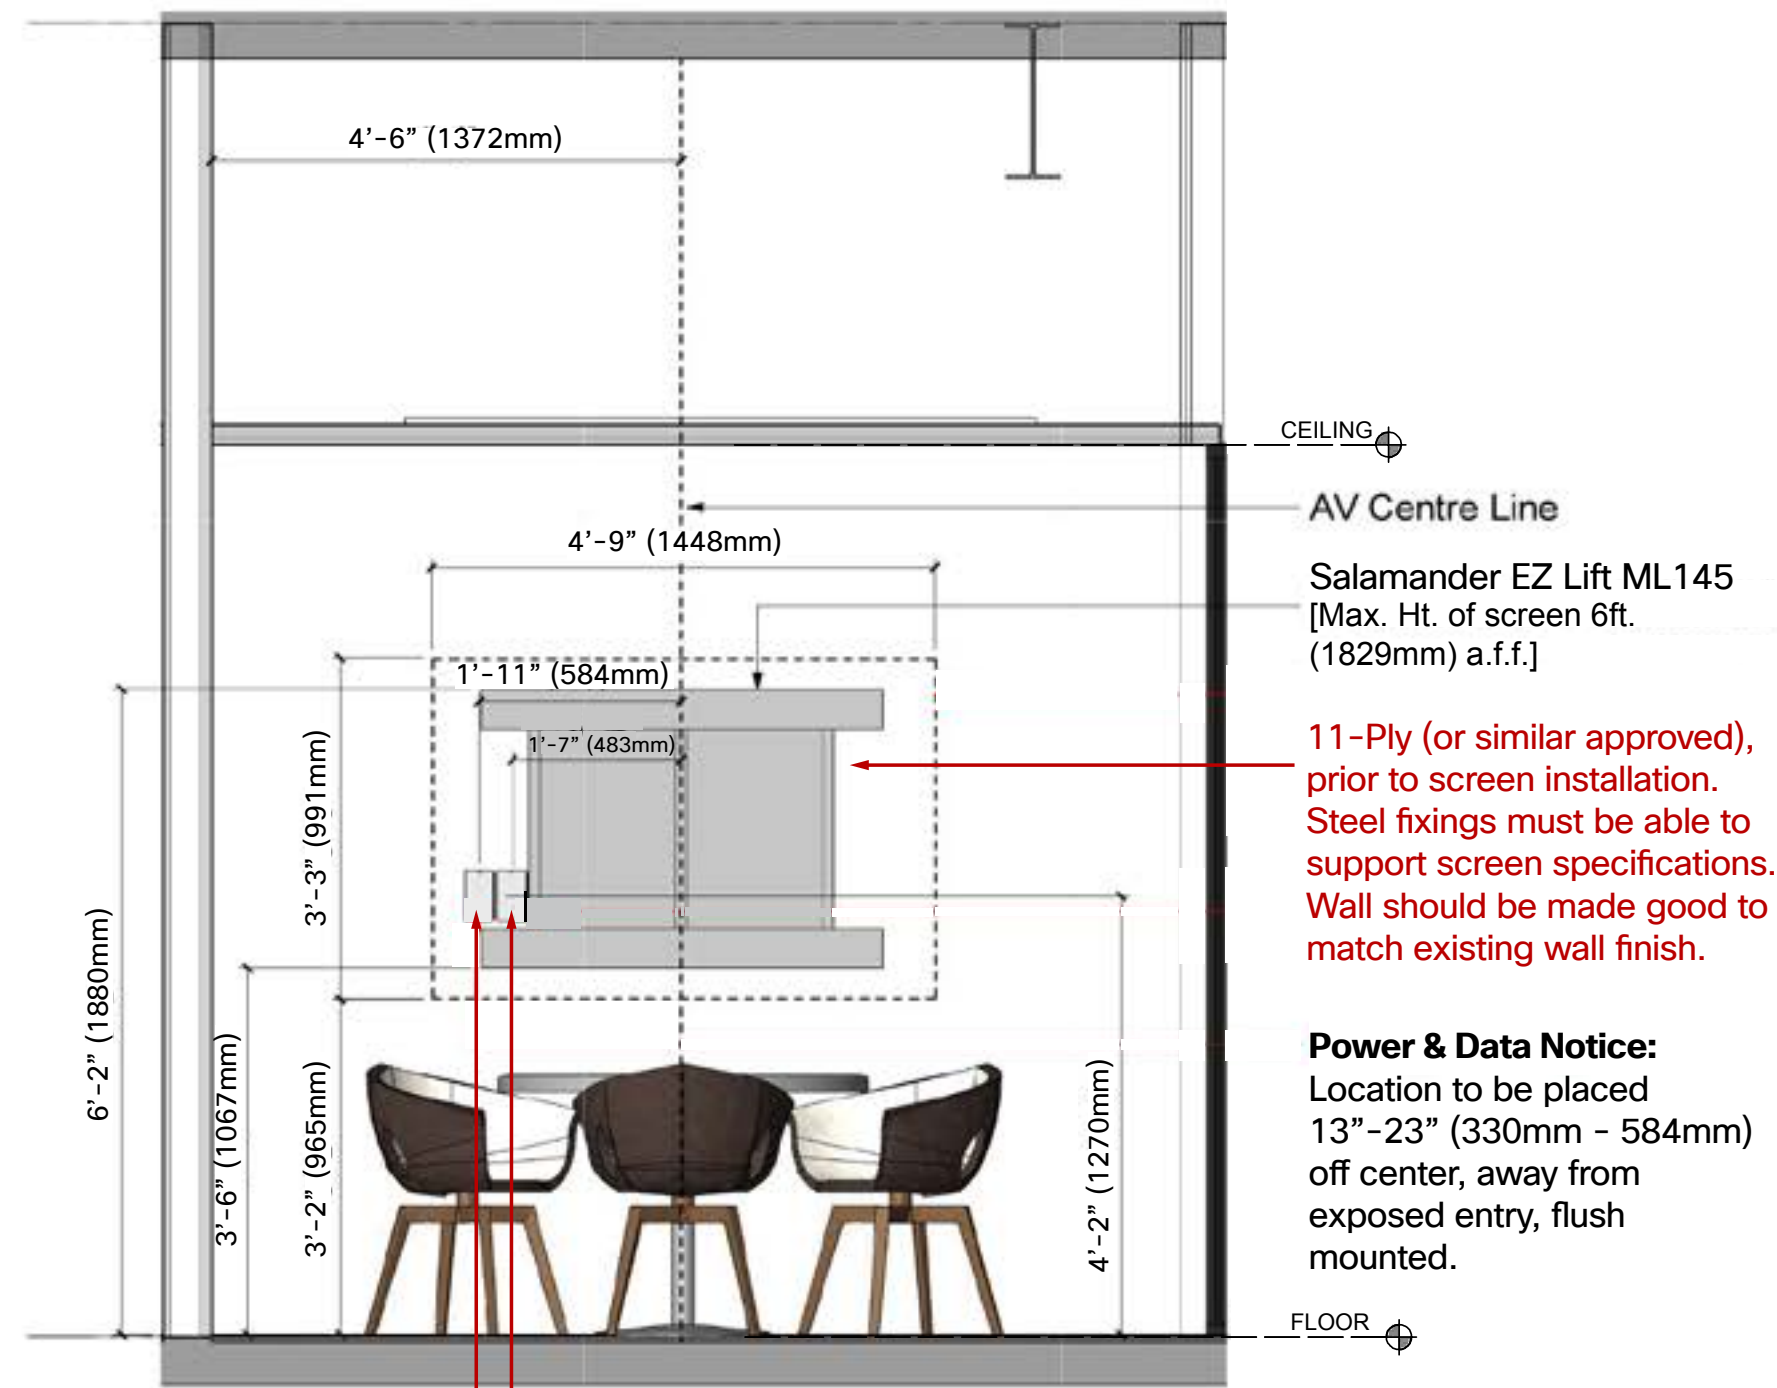 4’-6” (1372mm)
CEILING
AV Centre Line
4’-9” (1448mm)
Salamander EZ Lift ML145
[Max. Ht. of screen 6ft.
(1829mm) a.f.f.]
1’-11” (584mm)
1’-7” (483mm)
11-Ply (or similar approved),
prior to screen installation.
Steel fixings must be able to
support screen specifications.
Wall should be made good to
match existing wall finish.
3’-3” (991mm)
6’-2” (1880mm)
3’-6” (1067mm)
3’-2” (965mm)
4’-2” (1270mm)
Power & Data Notice:
Location to be placed
13”-23” (330mm - 584mm)
off center, away from
exposed entry, flush
mounted.
FLOOR